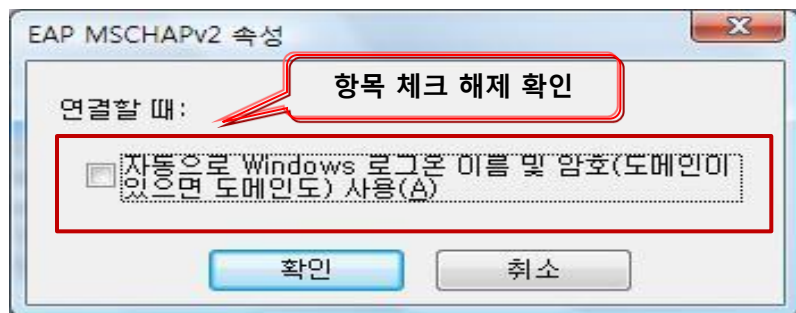 EAP MSCHAPv2 속성
항목 체크 해제 확인
연결할 때:
자동으로 Windows 로그온 이름 및 암호(도메인이
있으면 도메인도) 사용(A)
확인 취소